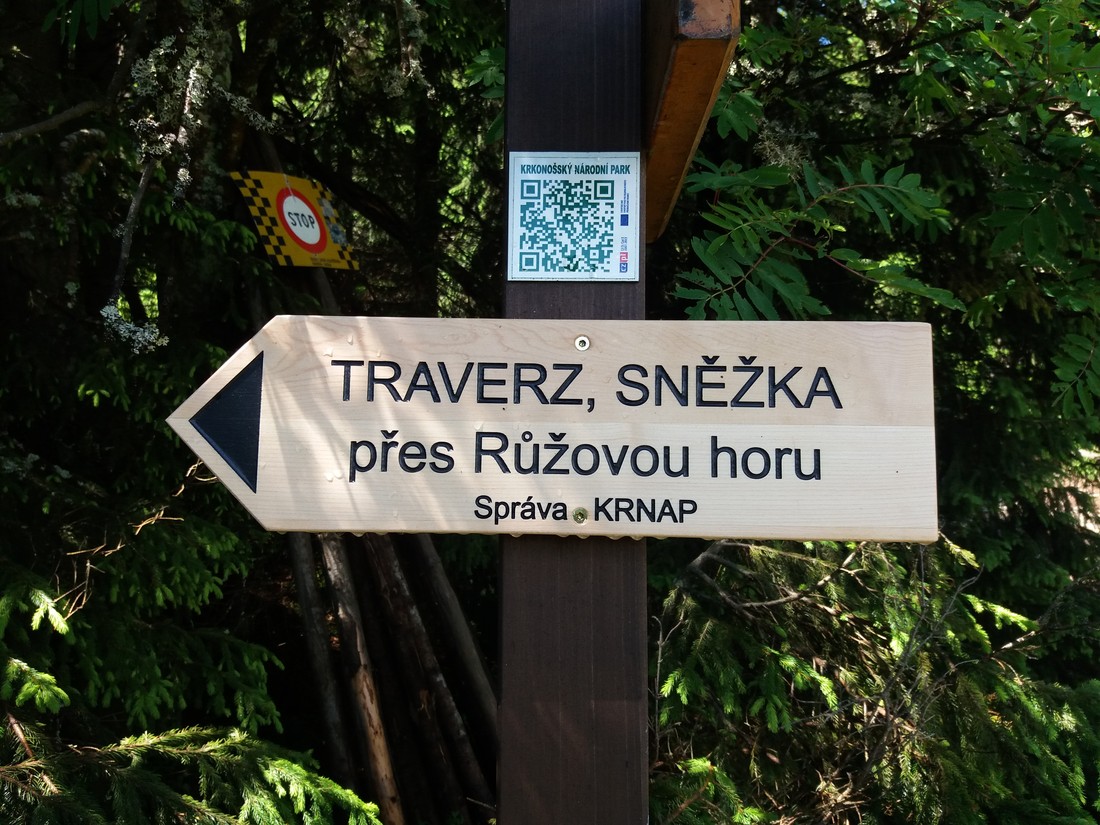 KRKONOŠSKÝ NÁRODNÍ PARK
STOP
TRAVERZ, SNĚŽKA
přes Růžovou horu
Správa KRNAP